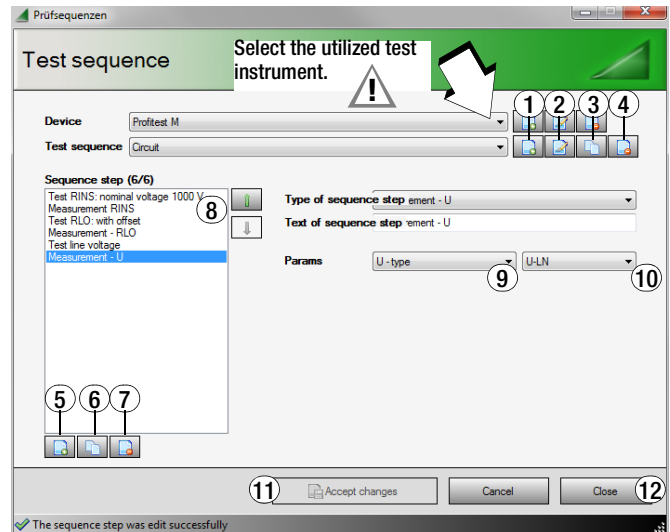 Prüfsequenzen
Test sequence
Select the utilized test
instrument.
!
1 2 3 4
Device Profitest M
Test sequence Circuit
Sequence step (6/6)
Test RINS: nominal voltage 1000 V
Measurement RINS
Test RLO: with offset
Measurement - RLO
Test line voltage
Measurement - U
8
Type of sequence step ement - U
Text of sequence step ement - U
Params U - type U-LN
9 10
5 6 7
11 Accept changes Cancel Close 12
The sequence step was edit successfully